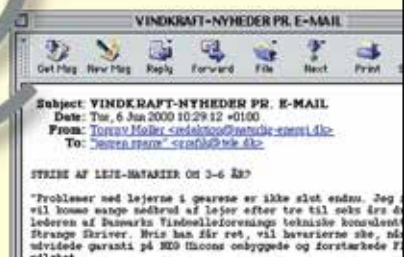 VINDKRAFT-NYHEDER PR. E-MAIL
Get Msg New Msg Reply Forward File Next Print
Subject: VINDKRAFT-NYHEDER PR. E-MAIL
Date: Tue, 6 Jun 2000 10:29:12 +0100
From: Torgny Møller <redaktion@naturlig-energi.dk>
To: <grafik@tele.dk>
STRIBE AF LEJE-HAVARIER OM 3-6 ÅR?
"Problemer med lejerne i gearene er ikke slut endnu. Jeg
vil komme mange nedbrud af lejer efter tre til seks års
lederen af Danmarks Vindmølleforenings tekniske
Strange Skriver. Hvis han får ret, vil havarierne ske,
udvidede garanti på NEG Micons ombyggede og forstærkede